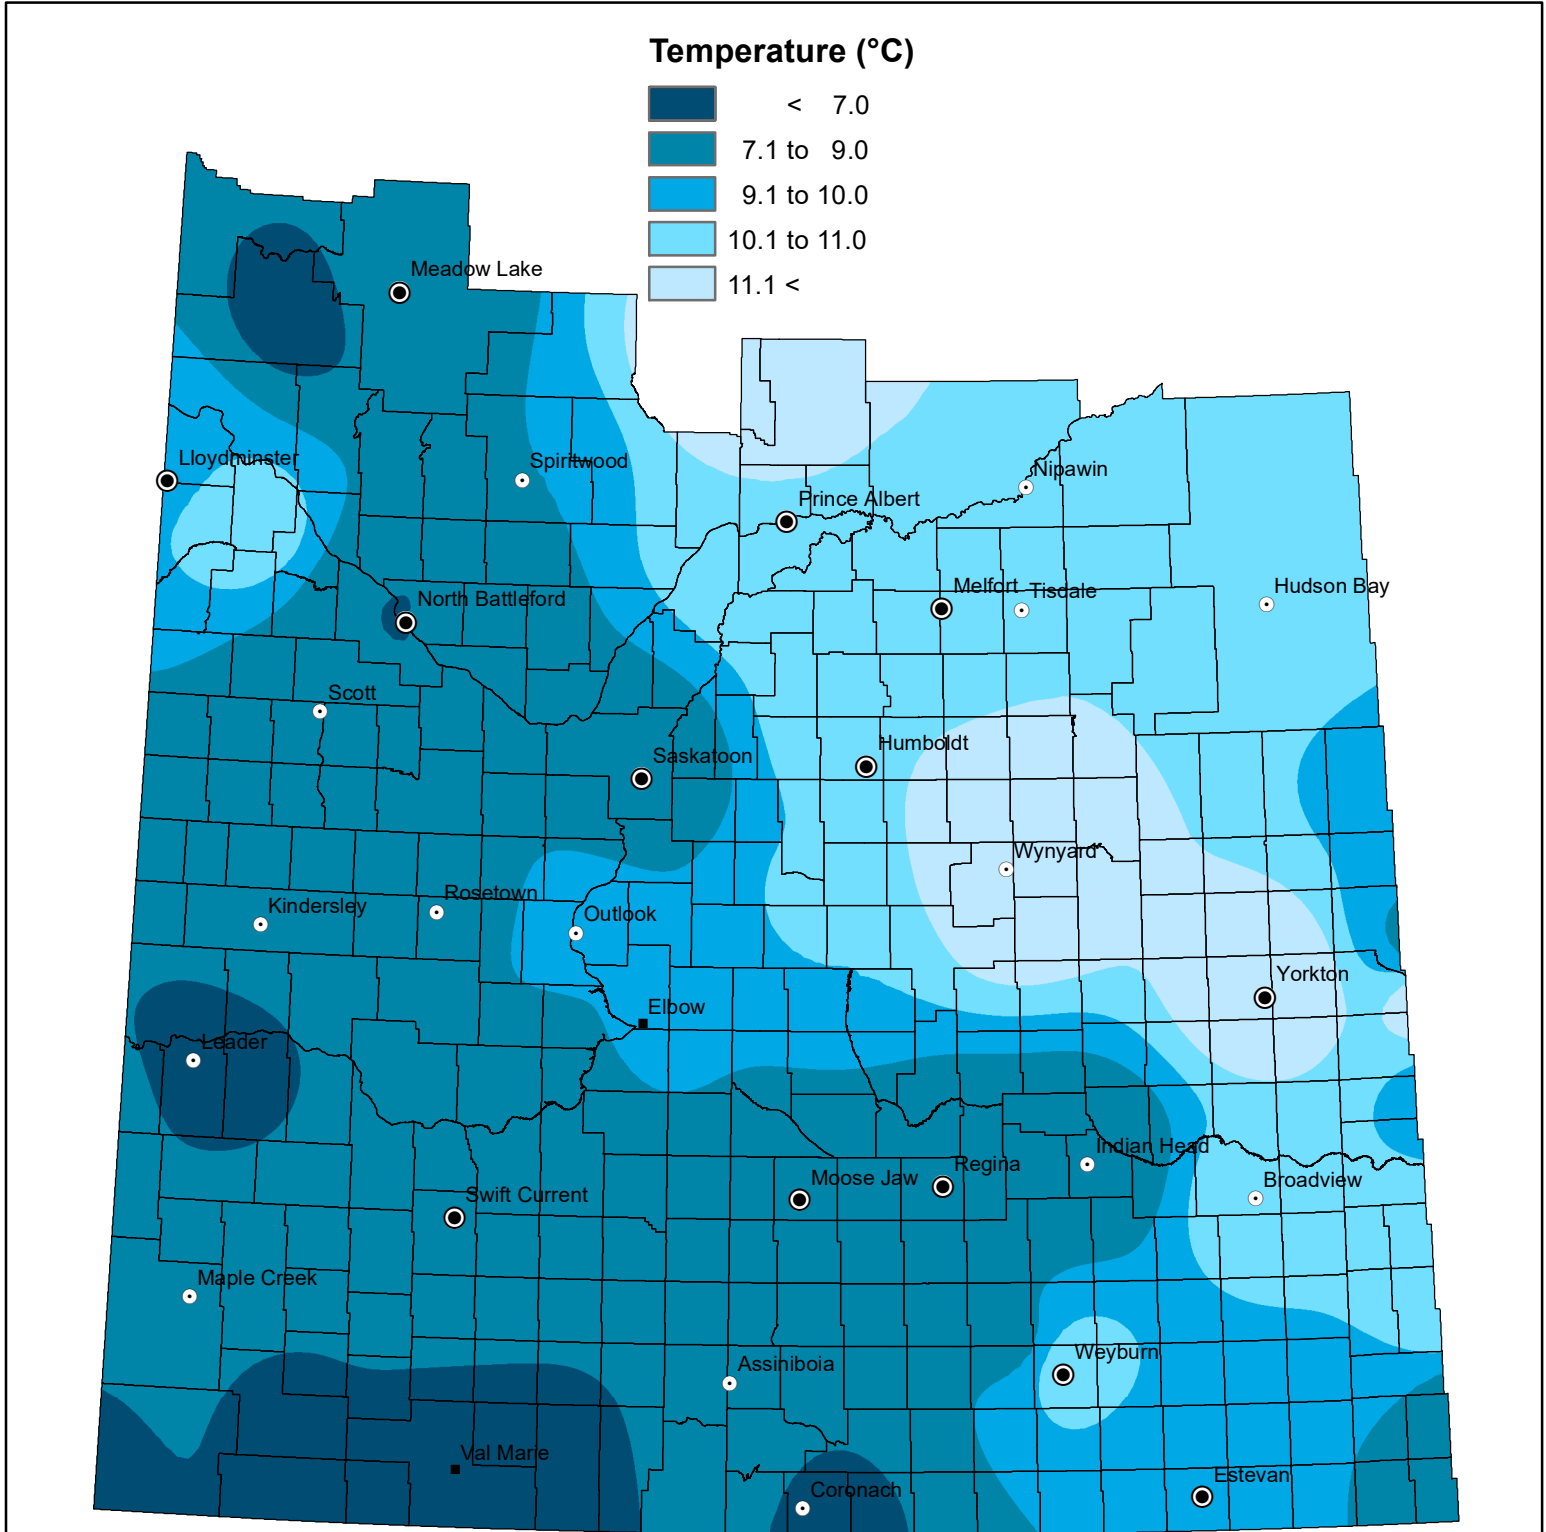 Temperature (°C)
< 7.0
7.1 to 9.0
9.1 to 10.0
10.1 to 11.0
11.1 <
Meadow Lake
Lloydminster
Spiritwood
Nipawin
Prince Albert
Melfort
Tisdale
Hudson Bay
North Battleford
Scott
Humboldt
Saskatoon
Wynyard
Rosetown
Kindersley
Outlook
Yorkton
Elbow
Leader
Indian Head
Regina
Moose Jaw
Broadview
Swift Current
Maple Creek
Weyburn
Assiniboia
Val Marie
Estevan
Coronach